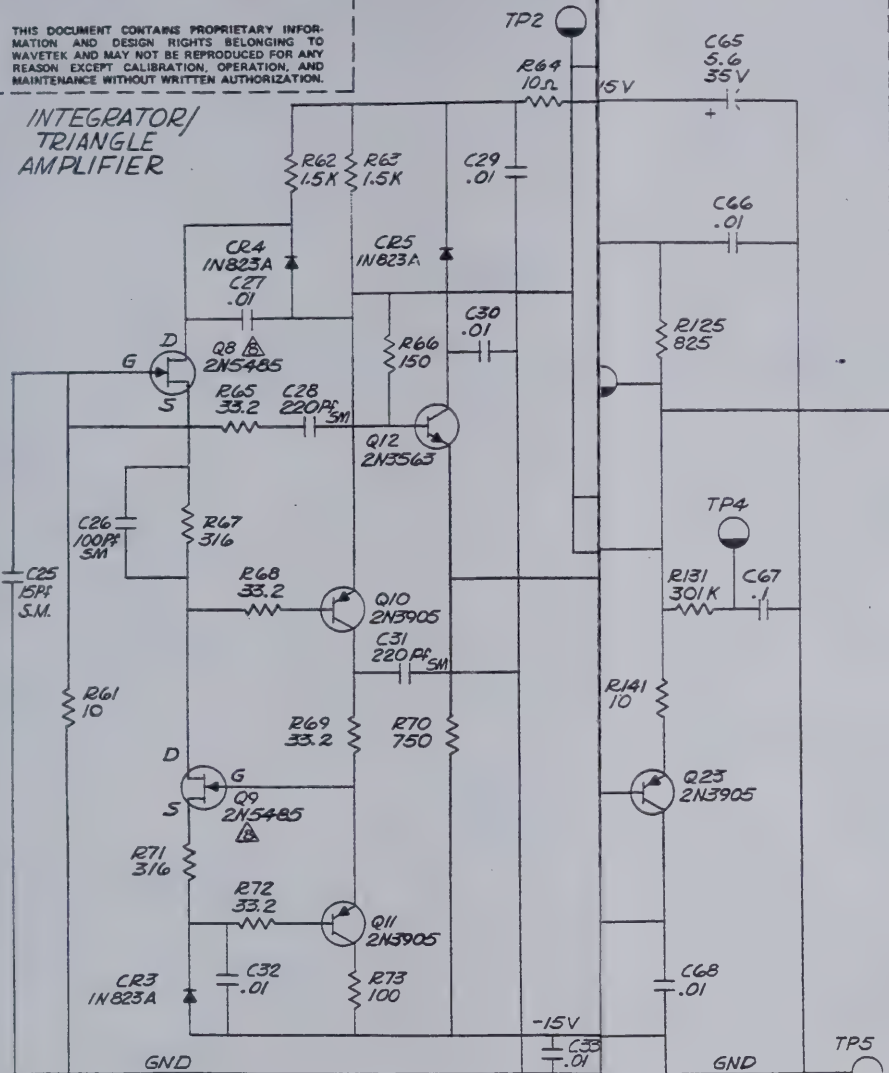 THIS DOCUMENT CONTAINS PROPRIETARY INFOR-
MATION AND DESIGN RIGHTS BELONGING TO
WAVETEK AND MAY NOT BE REPRODUCED FOR ANY
REASON EXCEPT CALIBRATION, OPERATION, AND
MAINTENANCE WITHOUT WRITTEN AUTHORIZATION.
INTEGRATOR/
TRIANGLE
AMPLIFIER
TP2
R64
10Ω
15V
C65
5.6
35V
+
R62
1.5K
R63
1.5K
C29
.01
C66
.01
CR4
1N823A
C27
.01
CR5
1N823A
C30
.01
R125
825
D
G
S
Q8 8
2N5485
R66
150
R65
33.2
C28
220Pf
SM
Q12
2N3563
TP4
C26
100Pf
SM
R67
316
C25
15Pf
S.M.
R68
33.2
Q10
2N3905
R131
301K
C67
.1
C31
220Pf
SM
R61
10
R69
33.2
R70
750
R141
10
D
G
S
Q9
2N5485
8
Q23
2N3905
R71
316
R72
33.2
Q11
2N3905
CR3
1N823A
C32
.01
R73
100
C68
.01
-15V
C33
.01
GND
GND
TP5